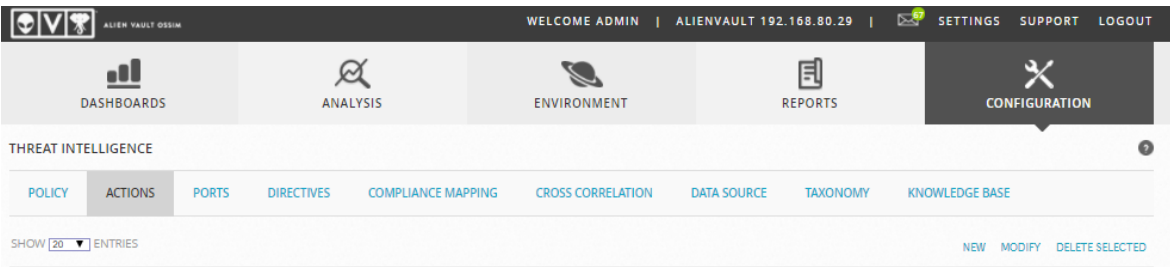 ALIEN VAULT OSSIM WELCOME ADMIN | ALIENVAULT 192.168.80.29 | 67 SETTINGS SUPPORT LOGOUT
DASHBOARDS ANALYSIS ENVIRONMENT REPORTS CONFIGURATION
THREAT INTELLIGENCE ?
POLICY ACTIONS PORTS DIRECTIVES COMPLIANCE MAPPING CROSS CORRELATION DATA SOURCE TAXONOMY KNOWLEDGE BASE
SHOW 20 ENTRIES NEW MODIFY DELETE SELECTED